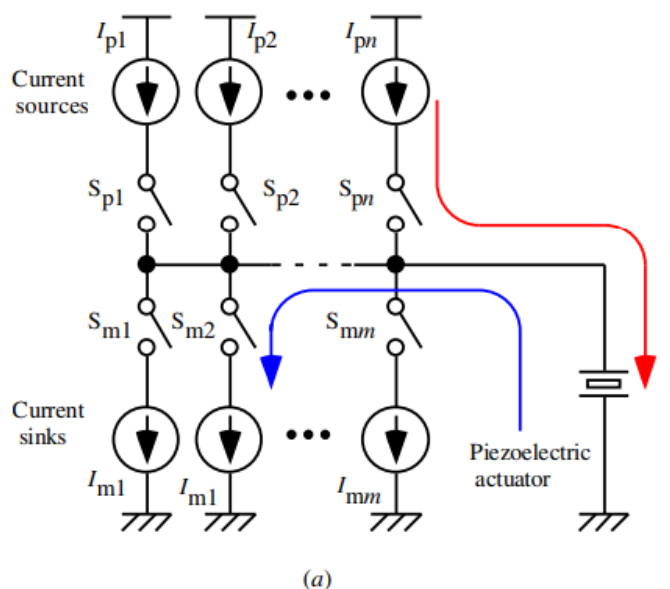 Ip1 Ip2 Ipn
Current
sources
Sp1 Sp2 Spn
Sm1 Sm2 Smm
Current
sinks
Piezoelectric
actuator
Im1 Im1 Imm
(a)